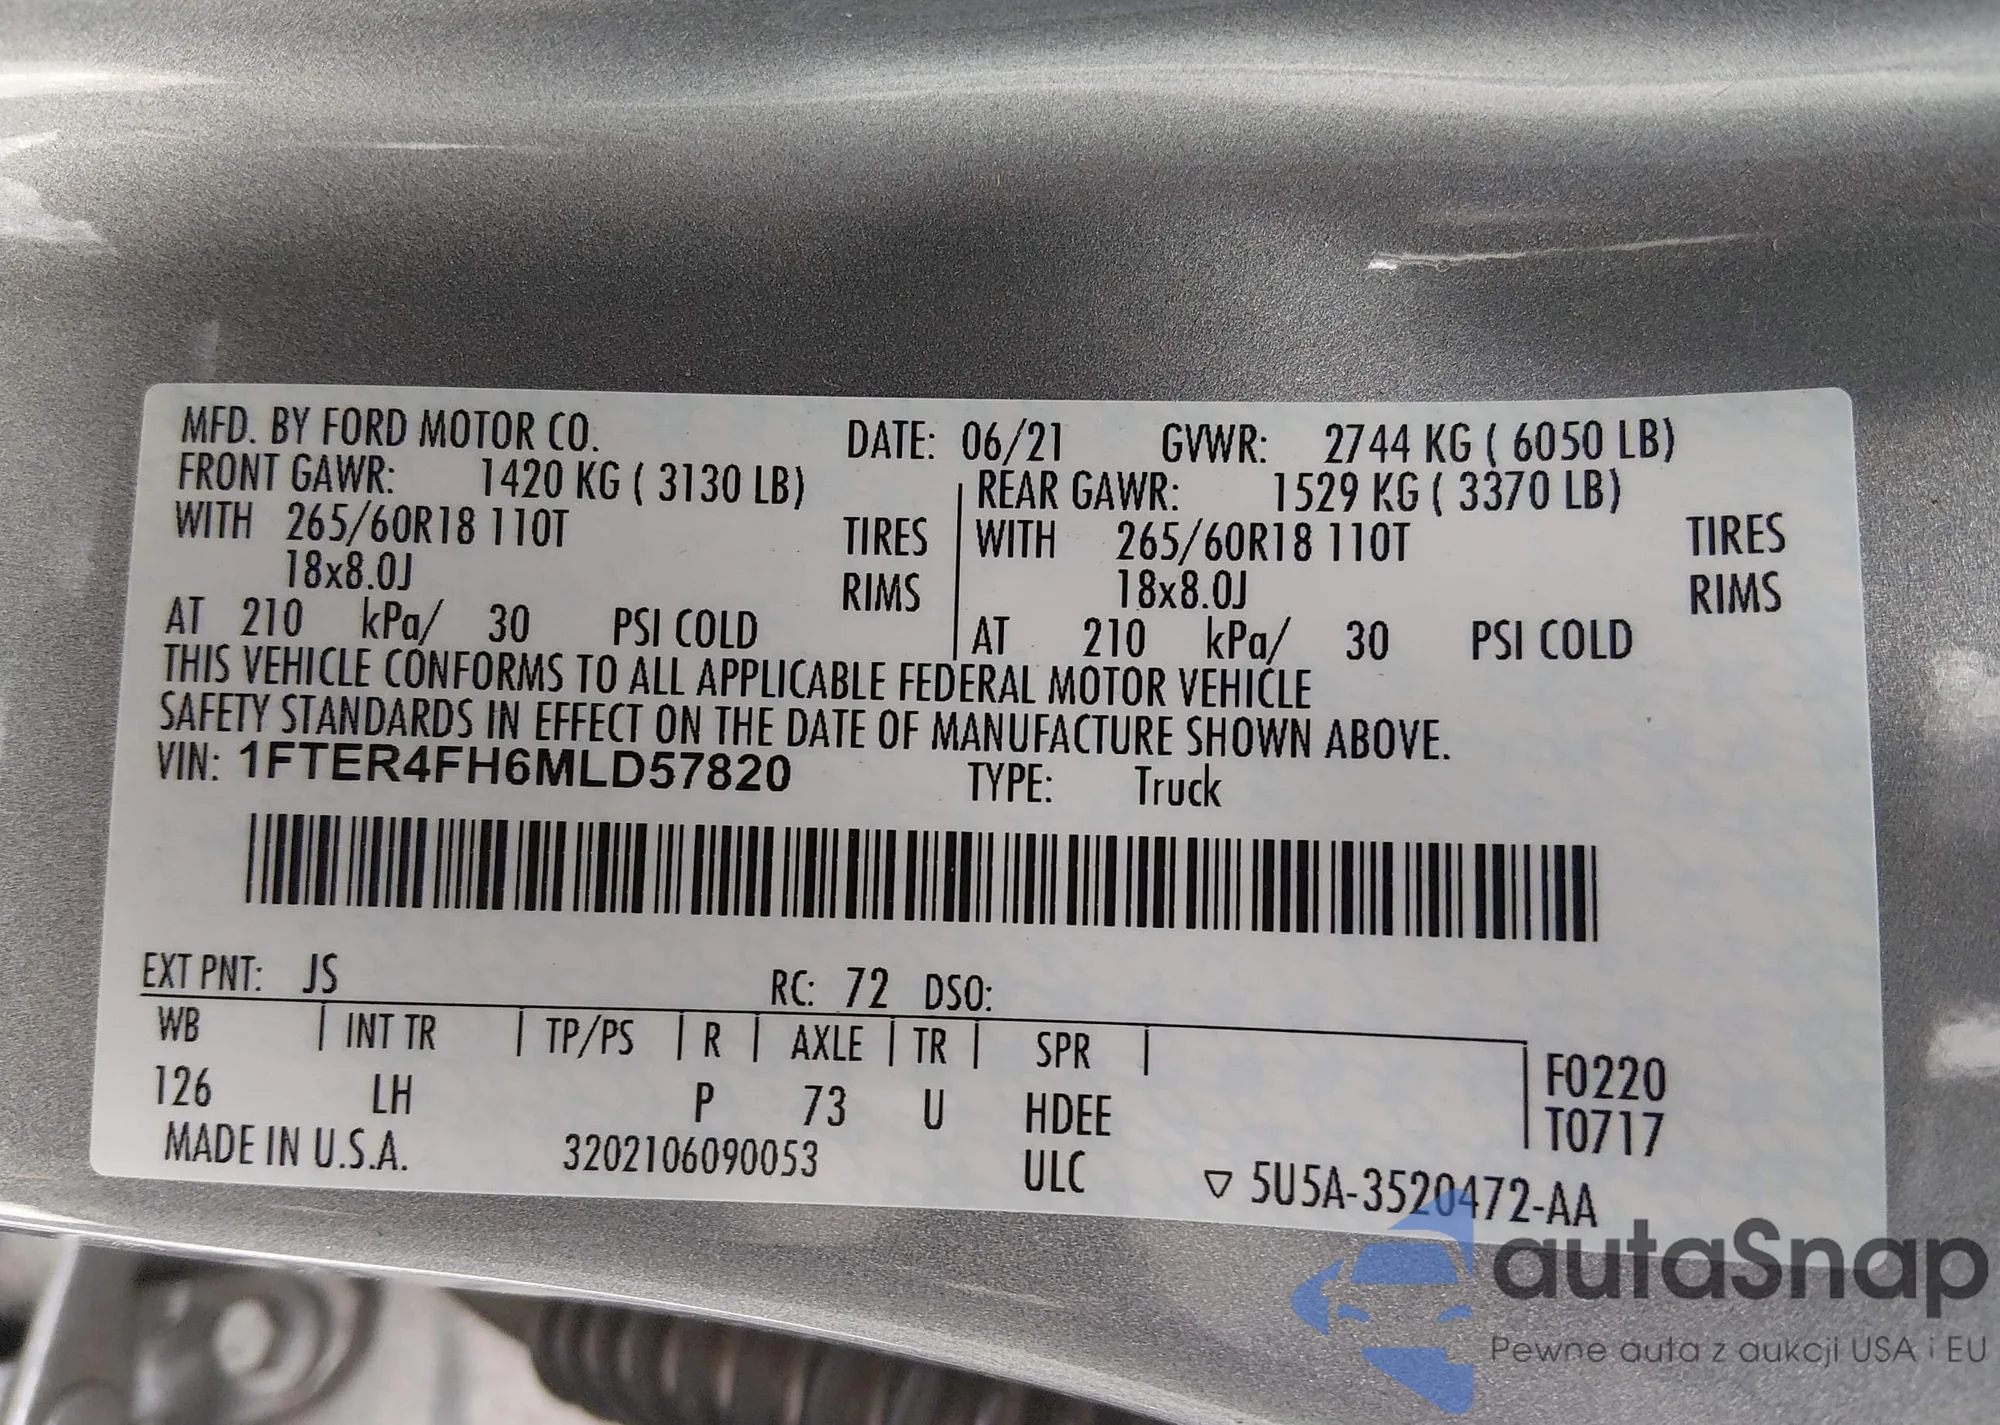 MFD. BY FORD MOTOR CO. DATE: 06/21 GVWR: 2744 KG ( 6050 LB)
FRONT GAWR: 1420 KG ( 3130 LB) REAR GAWR: 1529 KG ( 3370 LB)
WITH 265/60R18 110T TIRES WITH 265/60R18 110T TIRES
18x8.0J RIMS 18x8.0J RIMS
AT 210 kPa/ 30 PSI COLD AT 210 kPa/ 30 PSI COLD
THIS VEHICLE CONFORMS TO ALL APPLICABLE FEDERAL MOTOR VEHICLE
SAFETY STANDARDS IN EFFECT ON THE DATE OF MANUFACTURE SHOWN ABOVE.
VIN: 1FTER4FH6MLD57820 TYPE: Truck
EXT PNT: JS RC: 72 DSO:
WB INT TR TP/PS R AXLE TR SPR F0220
126 LH P 73 U HDEE T0717
MADE IN U.S.A. 3202106090053 ULC ▽ 5U5A-3520472-AA
autaSnap
Pewne auta z aukcji USA i EU